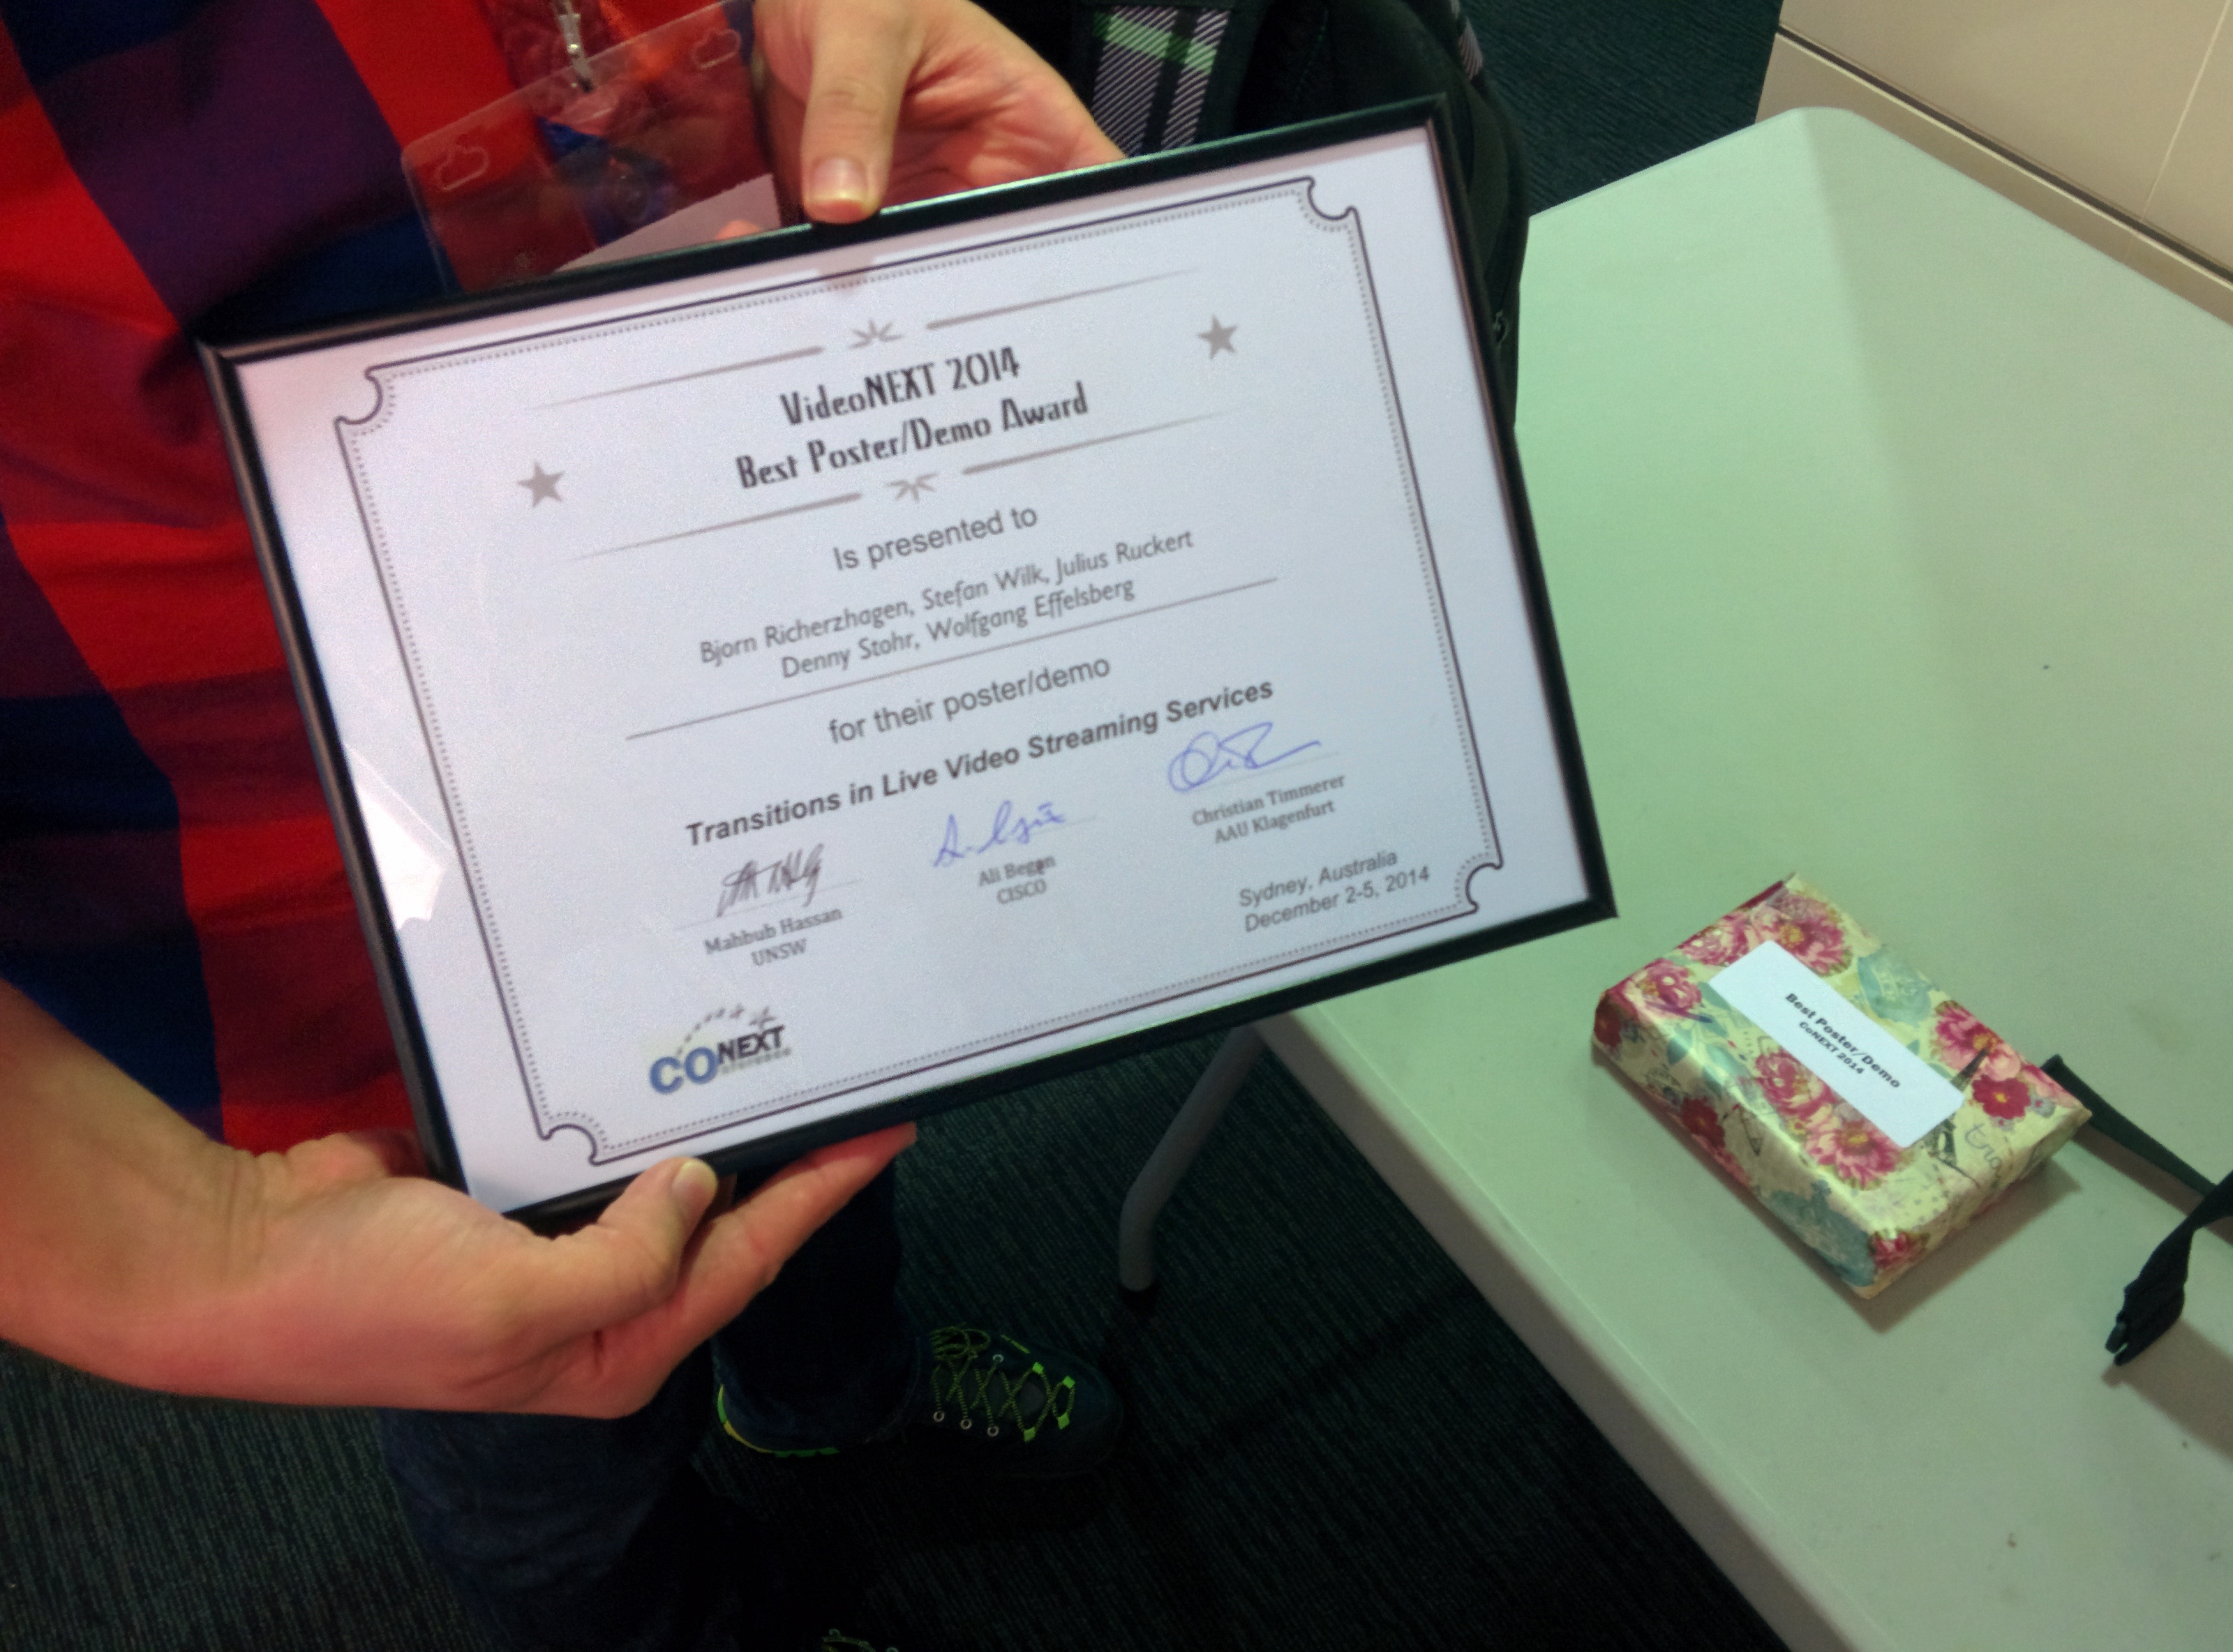 VideoNEXT 2014
Best Poster/Demo Award
Is presented to
Bjorn Richerzhagen, Stefan Wilk, Julius Ruckert
Denny Stohr, Wolfgang Effelsberg
for their poster/demo
Transitions in Live Video Streaming Services
Mahbub Hassan
UNSW
Ali Began
CISCO
Christian Timmerer
AAU Klagenfurt
Sydney, Australia
December 2-5, 2014
CONEXT
Best Poster/Demo
CoNEXT 2014